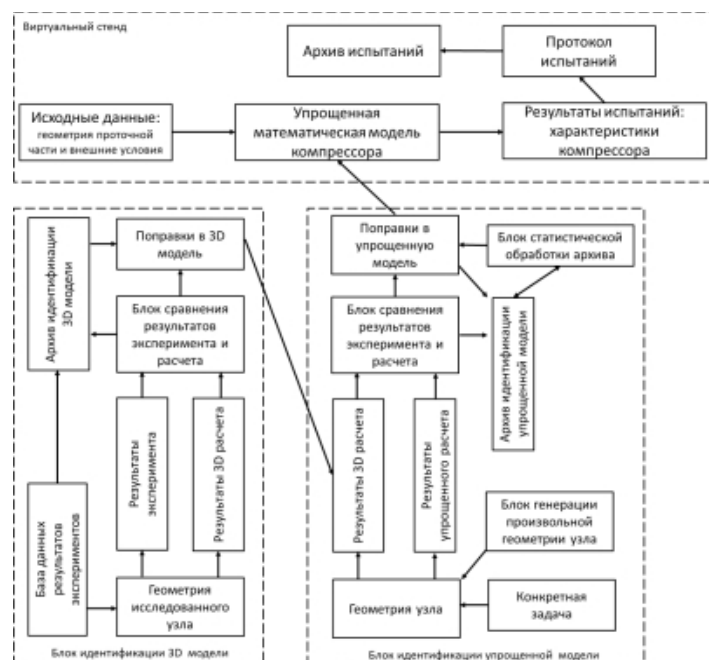 Виртуальный стенд
Архив испытаний
Протокол
испытаний
Исходные данные:
геометрия проточной
части и внешние условия
Упрощенная
математическая модель
компрессора
Результаты испытаний:
характеристики
компрессора
Архив идентификации
3D модели
Поправки в 3D
модель
Блок сравнения
результатов
эксперимента и
расчета
Результаты
эксперимента
Результаты 3D расчета
База данных
результатов
экспериментов
Геометрия
исследованного
узла
Блок идентификации 3D модели
Поправки в
упрощенную
модель
Блок статистической
обработки архива
Блок сравнения
результатов
эксперимента и
расчета
Архив идентификации
упрощенной модели
Результаты 3D расчета
Результаты
упрощенного расчета
Блок генерации
произвольной
геометрии узла
Геометрия узла
Конкретная
задача
Блок идентификации упрощенной модели